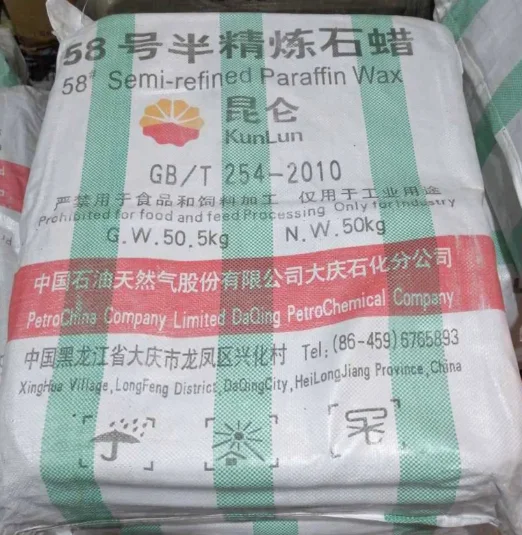 58号半精炼石蜡
58# Semi-refined Paraffin Wax
昆仑
KunLun
GB/T 254-2010
严禁用于食品和饲料加工 仅用于工业用途
Prohibited for food and feed Processing Only for Industry
G.W.50.5kg N.W.50kg
中国石油天然气股份有限公司大庆石化分公司
PetroChina Company Limited DaQing PetroChemical Company
中国黑龙江省大庆市龙凤区兴化村 Tel:(86-459)6765893
XingHua Village,LongFeng District,DaQingCity,HeiLongJiang Province,China